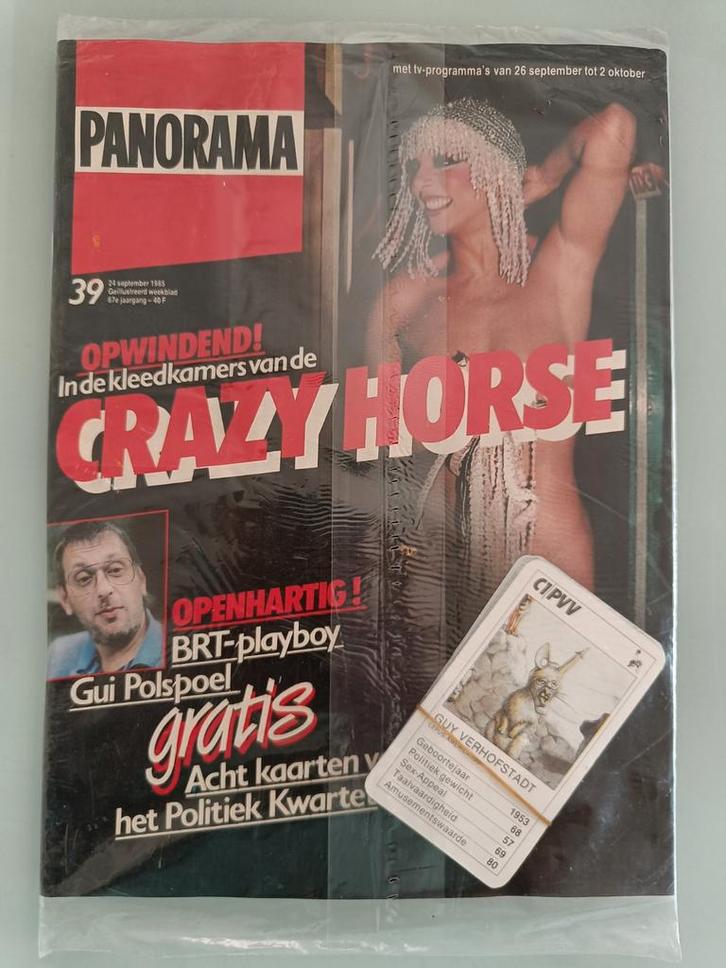 met tv-programma's van 26 september tot 2 oktober
PANORAMA
39
24 september 1985
Geïllustreerd weekblad
67e jaargang – 40 F
OPWINDEND!
In de kleedkamers van de
CRAZY HORSE
OPENHARTIG!
BRT-playboy
Gui Polspoel
gratis
Acht kaarten v
het Politiek Kwartet
C1PVV
GUY VERHOFSTADT
Geboortejaar 1953
Politiek gewicht 68
Sex-Appeal 57
Taalvaardigheid 69
Amusementswaarde 80